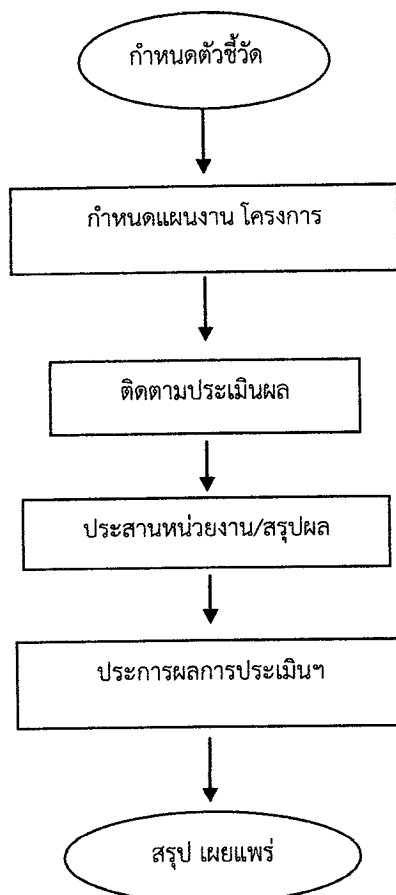 กำหนดตัวชี้วัด
กำหนดแผนงาน โครงการ
ติดตามประเมินผล
ประสานหน่วยงาน/สรุปผล
ประการผลการประเมินฯ
สรุป เผยแพร่